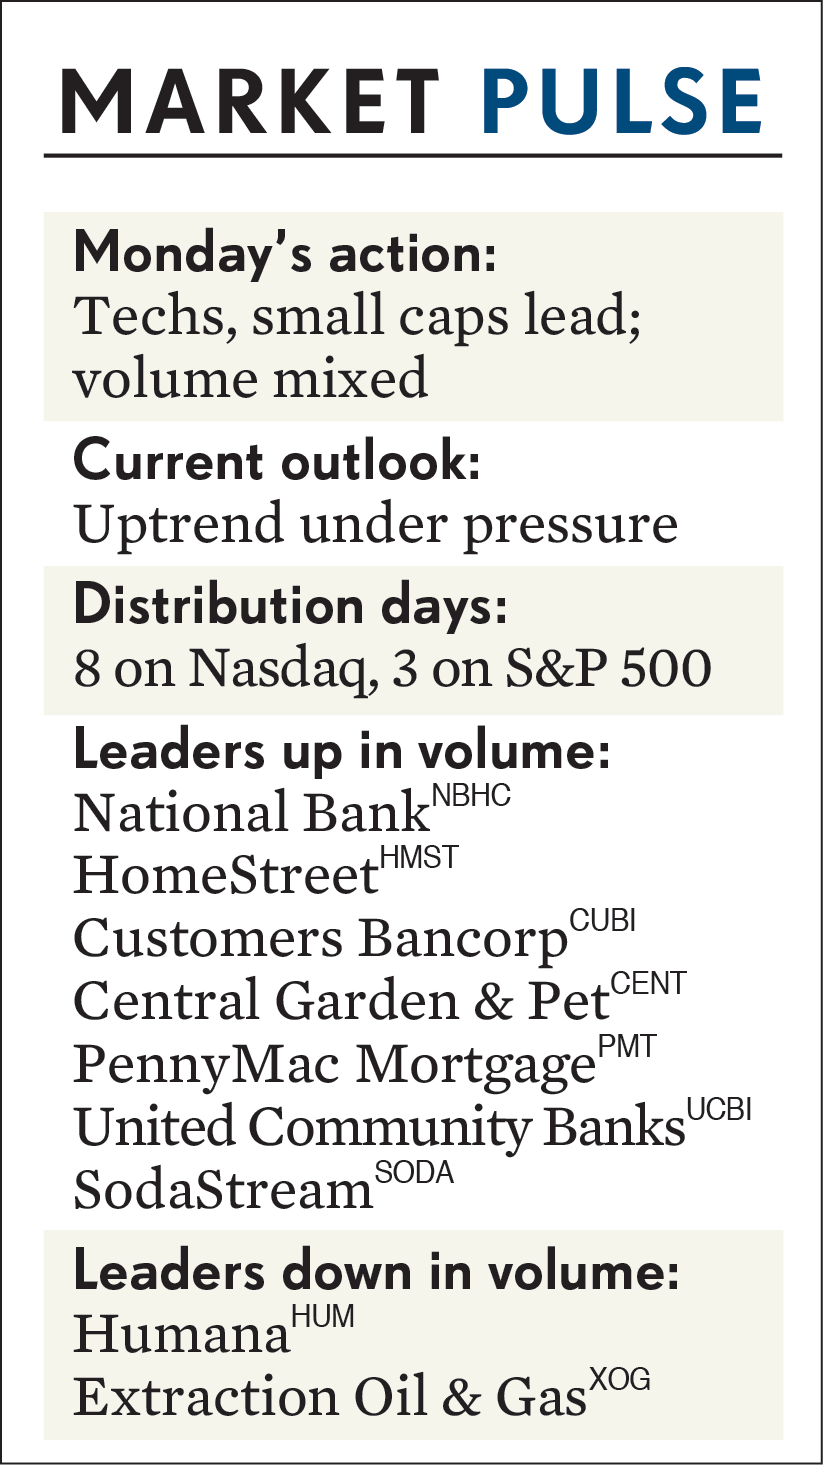 MARKET PULSE
Monday’s action:
Techs, small caps lead;
volume mixed
Current outlook:
Uptrend under pressure
Distribution days:
8 on Nasdaq, 3 on S&P 500
Leaders up in volume:
National Bank NBHC
HomeStreet HMST
Customers Bancorp CUBI
Central Garden & Pet CENT
PennyMac Mortgage PMT
United Community Banks UCBI
SodaStream SODA
Leaders down in volume:
Humana HUM
Extraction Oil & Gas XOG